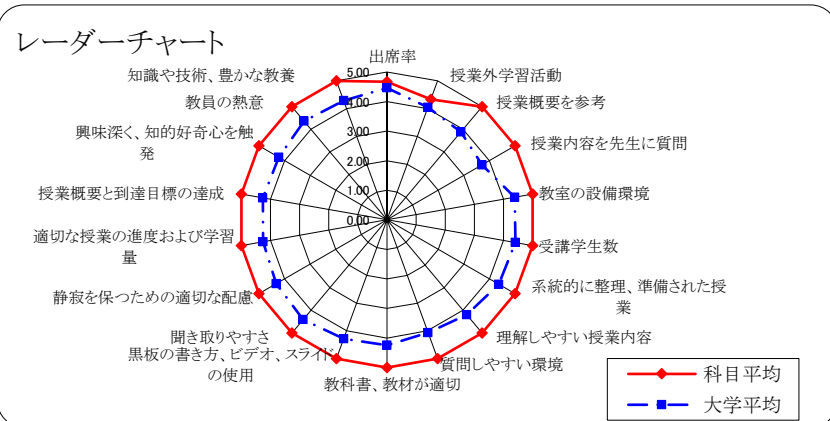 レーダーチャート
出席率
授業外学習活動
授業概要を参考
授業内容を先生に質問
教室の設備環境
受講学生数
系統的に整理、準備された授
業
理解しやすい授業内容
質問しやすい環境
教科書、教材が適切
黒板の書き方、ビデオ、スライド
の使用
聞き取りやすさ
静寂を保つための適切な配慮
適切な授業の進度および学習
量
授業概要と到達目標の達成
興味深く、知的好奇心を触
発
教員の熱意
知識や技術、豊かな教養
5.00
4.00
3.00
2.00
1.00
0.00
科目平均
大学平均